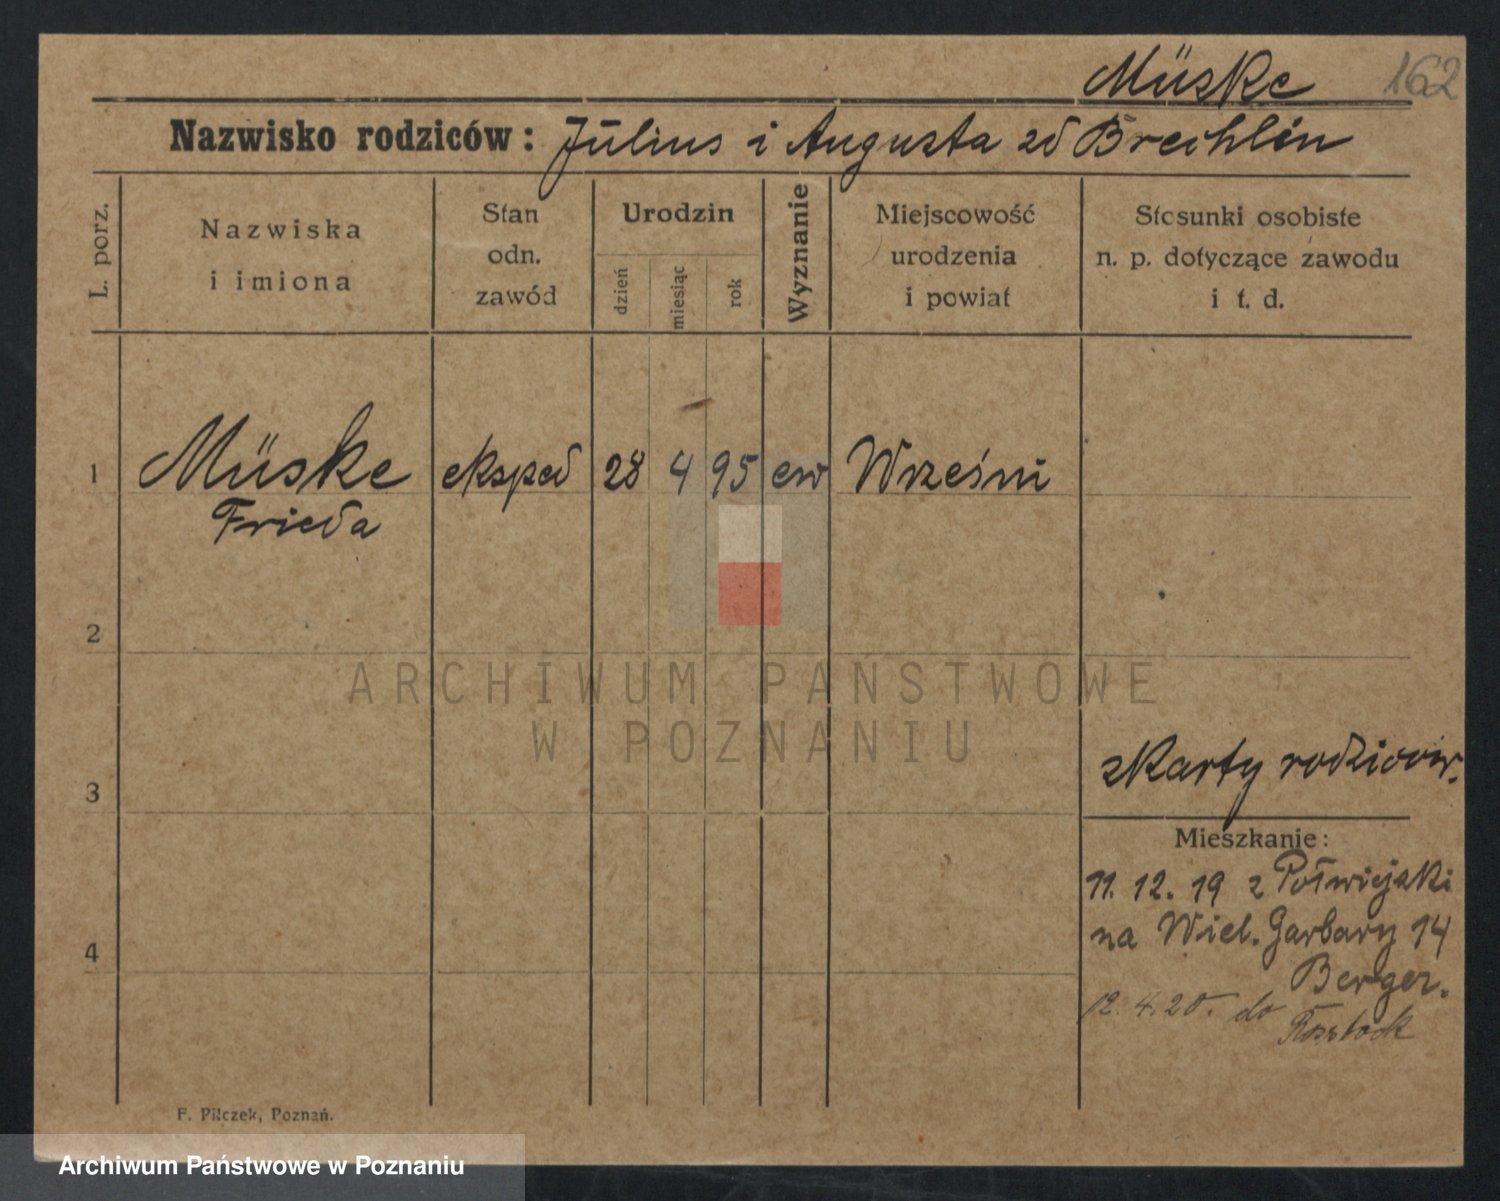 Müske 162
Nazwisko rodziców: Julius i Augusta zd Brechlin
L. porz.
Nazwiska
i imiona
Stan
odn.
zawód
Urodzin
dzień
miesiąc
rok
Wyznanie
Miejscowość
urodzenia
i powiat
Stosunki osobiste
n. p. dotyczące zawodu
i t. d.
1 Müske eksped 28 4 95 ew Wrześni
Frieda
2
ARCHIWUM PAŃSTWOWE
W POZNANIU
z karty rodziców.
3
Mieszkanie:
11. 12. 19 z Półwiejski
na Wiel. Garbary 14
4
Berger.
12. 4. 20. do
Rostock
F. Pilczek, Poznań.
Archiwum Państwowe w Poznaniu